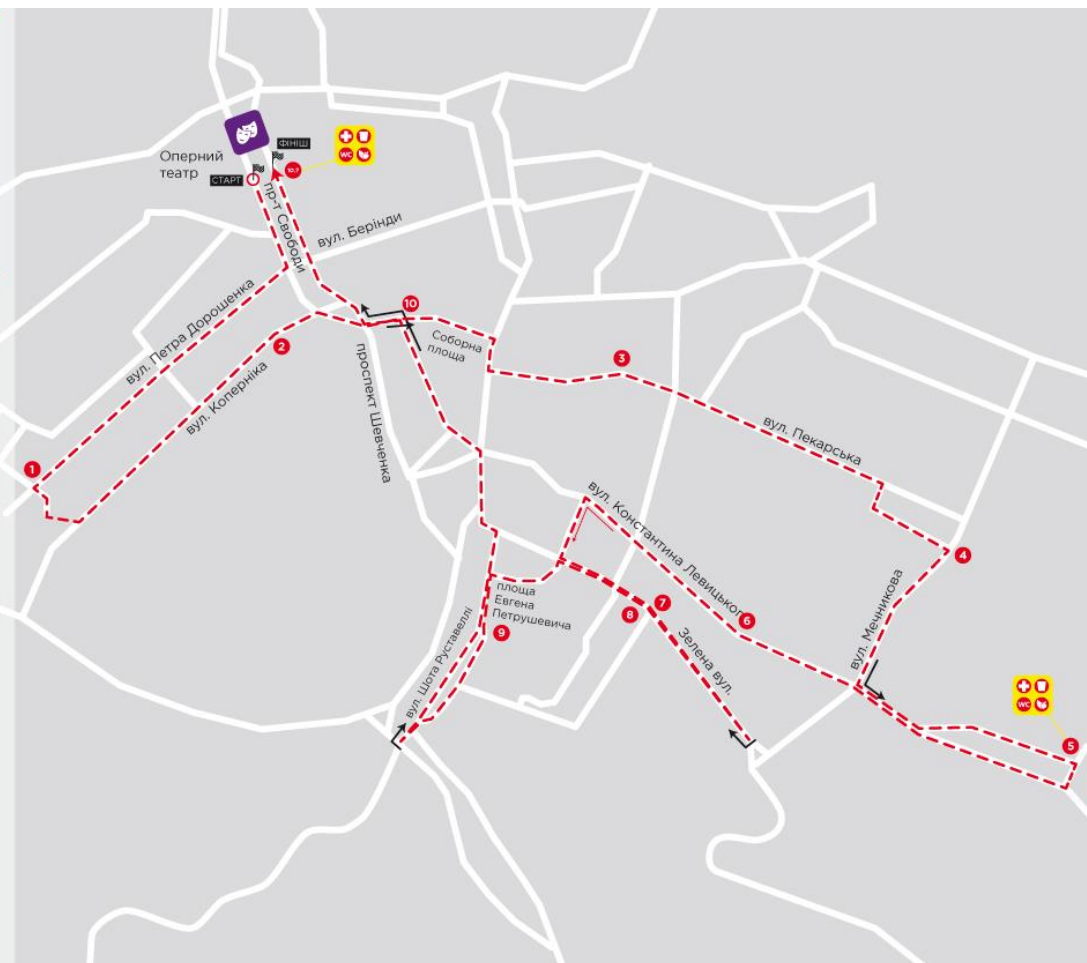 Оперний
театр
СТАРТ
ФІНІШ
10.7
WC
пр-т Свободи
вул. Берінди
вул. Петра Дорошенка
вул. Коперніка
1
2
10
Соборна
площа
проспект Шевченка
3
вул. Пекарська
4
вул. Мечникова
вул. Константина Левицького
6
7
8
Зелена вул.
площа
Євгена
Петрушевича
9
вул. Шота Руставеллі
WC
5